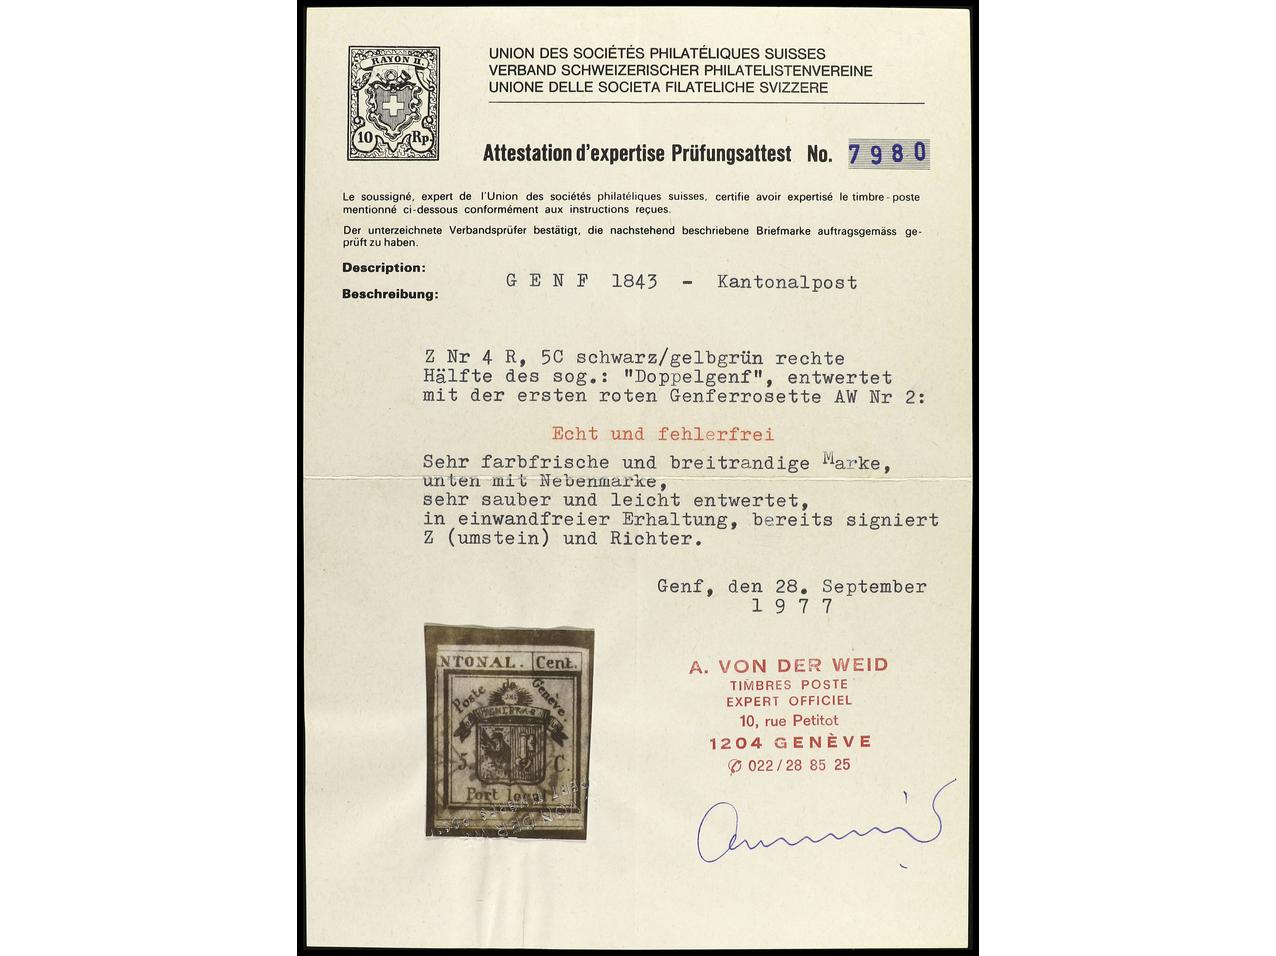 RAYON II.
10 Rp.
UNION DES SOCIÉTÉS PHILATÉLIQUES SUISSES
VERBAND SCHWEIZERISCHER PHILATELISTENVEREINE
UNIONE DELLE SOCIETA FILATELICHE SVIZZERE
Attestation d'expertise Prüfungsattest No. 7980
Le soussigné, expert de l'Union des sociétés philatéliques suisses, certifie avoir expertisé le timbre-poste
mentionné ci-dessous conformément aux instructions reçues.
Der unterzeichnete Verbandsprüfer bestätigt, die nachstehend beschriebene Briefmarke auftragsgemäss ge-
prüft zu haben.
Description:
Beschreibung:
G E N F 1843 - Kantonalpost
Z Nr 4 R, 5C schwarz/gelbgrün rechte
Hälfte des sog.: "Doppelgenf", entwertet
mit der ersten roten Genferrosette AW Nr 2:
Echt und fehlerfrei
Sehr farbfrische und breitrandige Marke,
unten mit Nebenmarke,
sehr sauber und leicht entwertet,
in einwandfreier Erhaltung, bereits signiert
Z (umstein) und Richter.
Genf, den 28. September
1 9 7 7
NTONAL. Cent.
Poste de Genève.
5 C.
Port local
A. VON DER WEID
TIMBRES POSTE
EXPERT OFFICIEL
10, rue Petitot
1204 GENÈVE
022/28 85 25